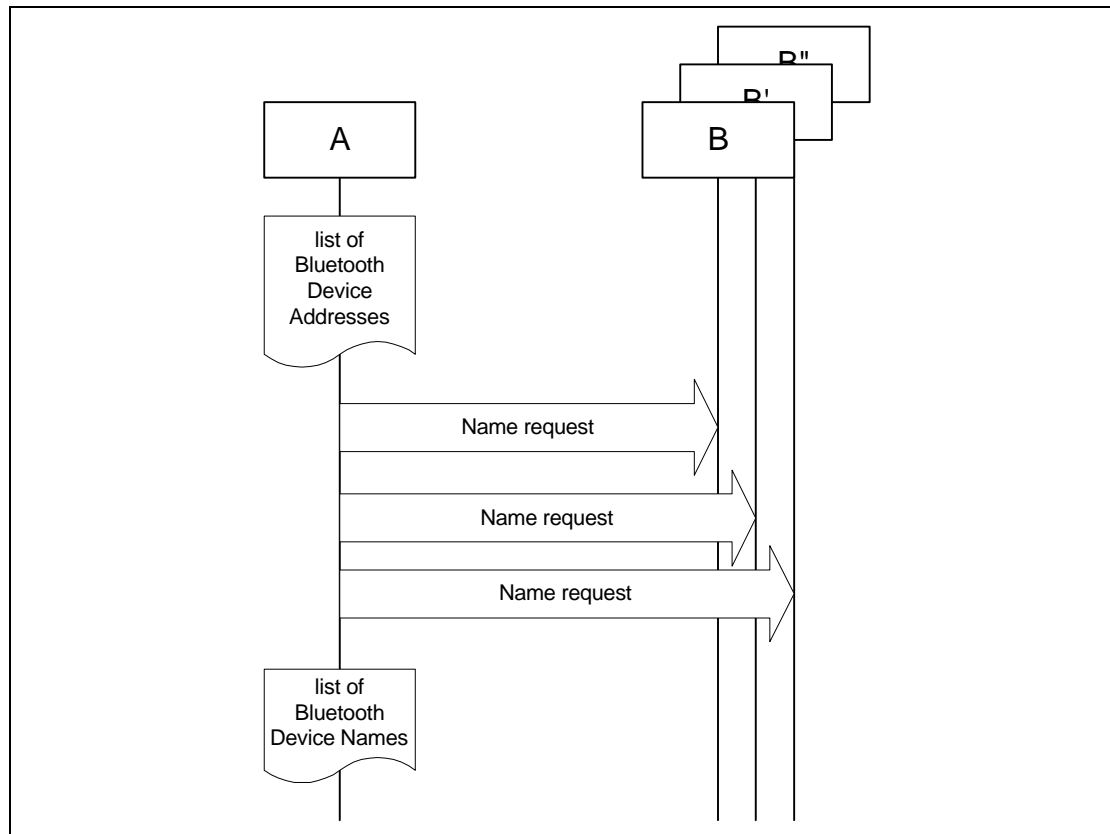 B"
B'
A
B
list of
Bluetooth
Device
Addresses
Name request
Name request
Name request
list of
Bluetooth
Device Names